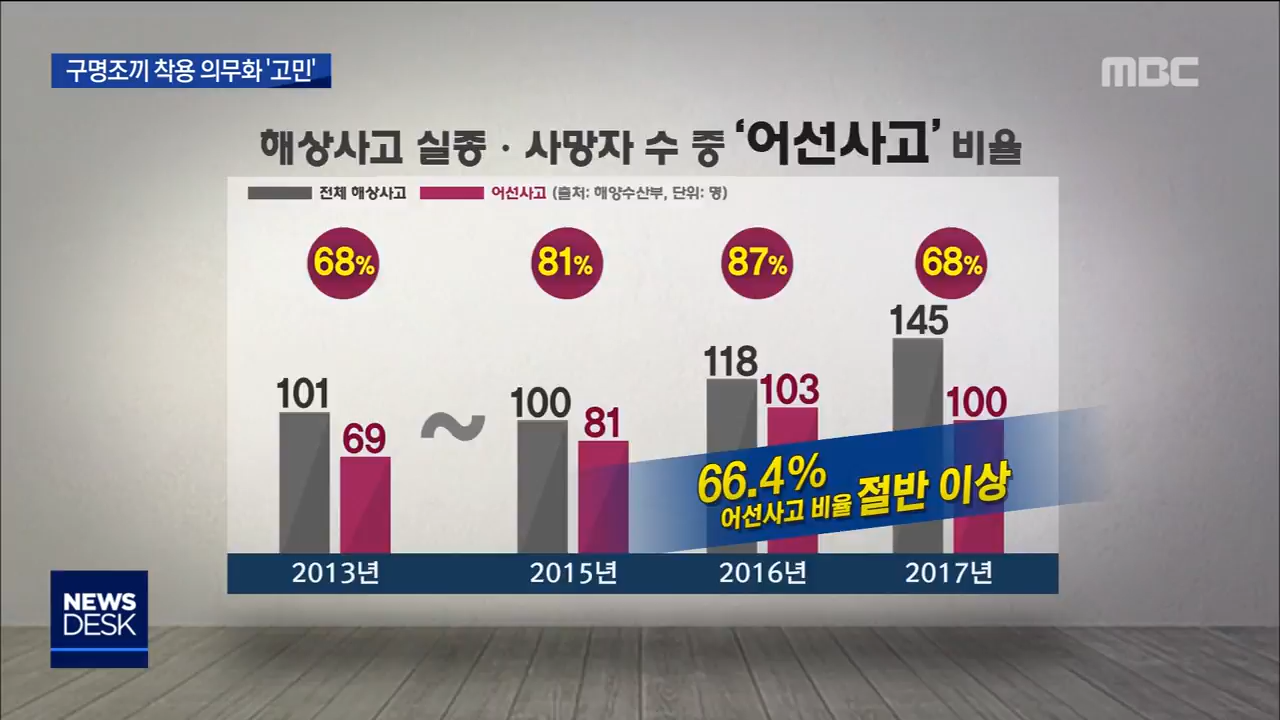 구명조끼 착용 의무화 '고민'
MBC
해상사고 실종·사망자 수 중 '어선사고' 비율
전체 해상사고 어선사고 (출처: 해양수산부, 단위: 명)
68% 81% 87% 68%
101 69 ~ 100 81 118 103 145 100
66.4%
어선사고 비율 절반 이상
2013년 2015년 2016년 2017년
NEWS
DESK